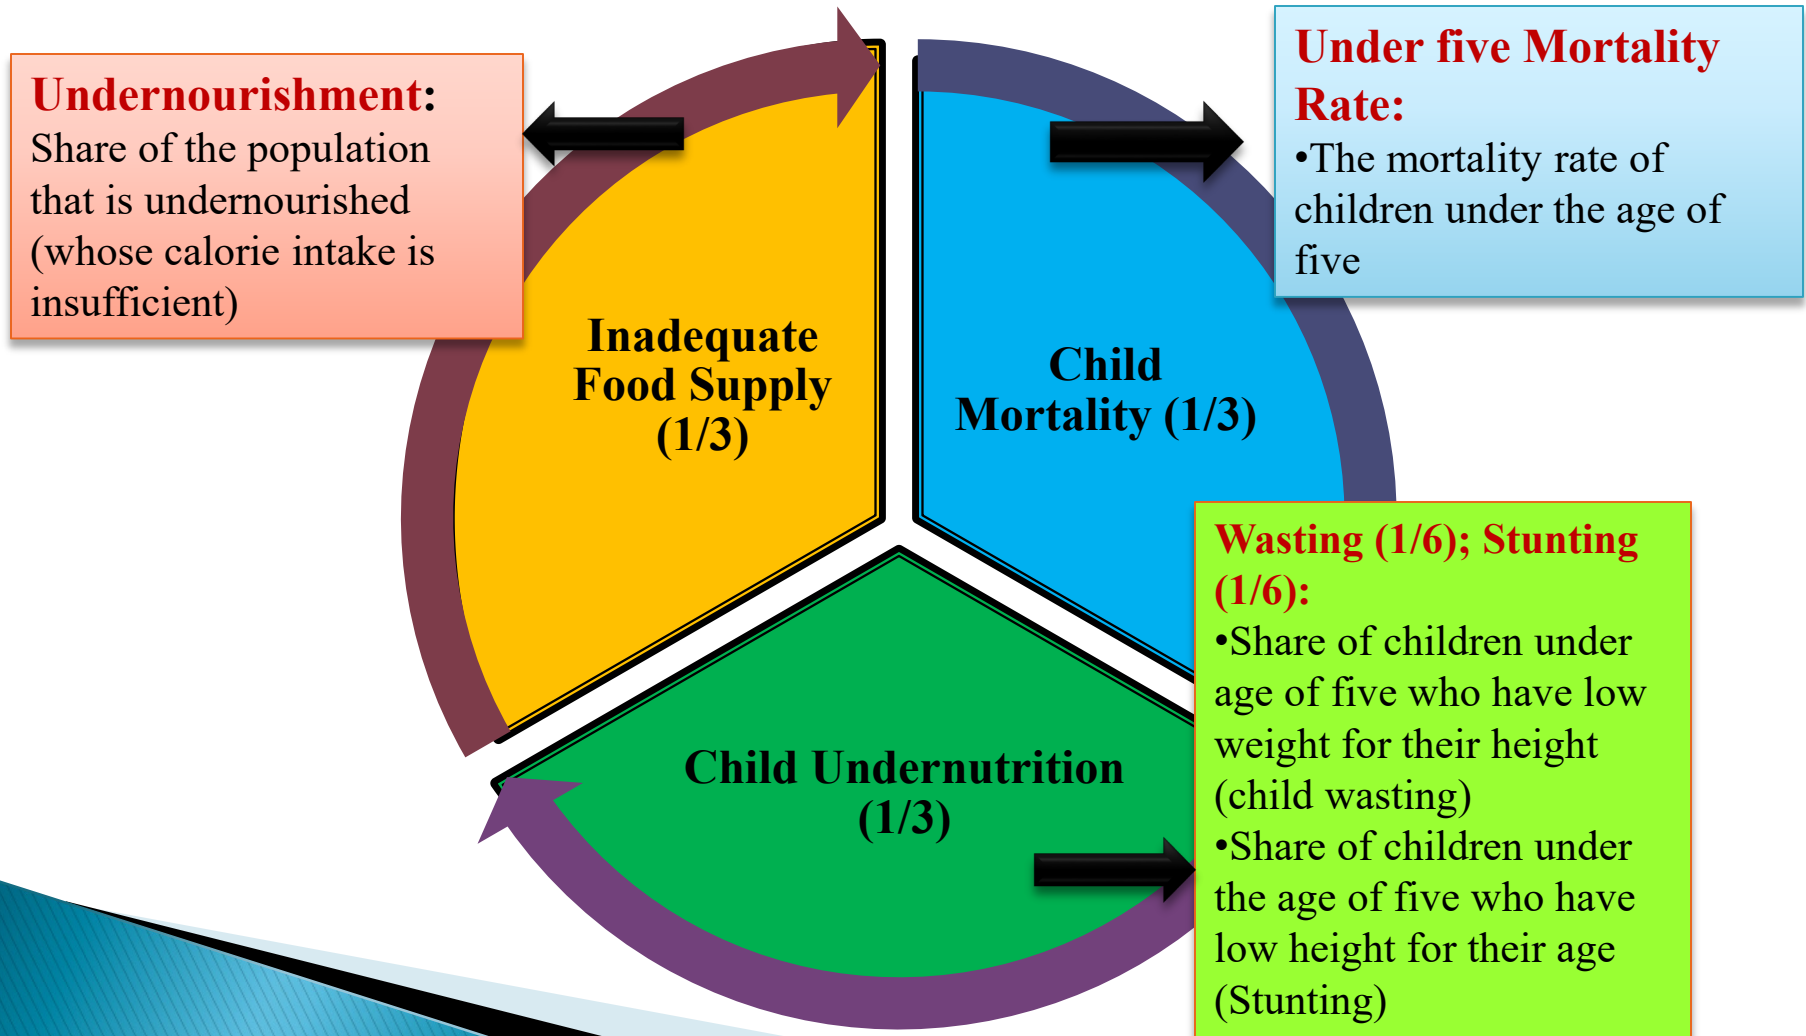 Undernourishment:
Share of the population
that is undernourished
(whose calorie intake is
insufficient)
Under five Mortality
Rate:
•The mortality rate of
children under the age of
five
Inadequate
Food Supply
(1/3)
Child
Mortality (1/3)
Child Undernutrition
(1/3)
Wasting (1/6); Stunting
(1/6):
•Share of children under
age of five who have low
weight for their height
(child wasting)
•Share of children under
the age of five who have
low height for their age
(Stunting)